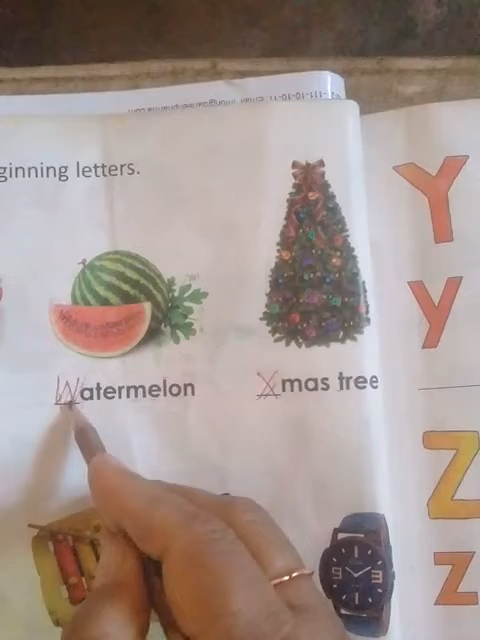 ginning letters.
Y
y
Watermelon
Xmas tree
Z
z